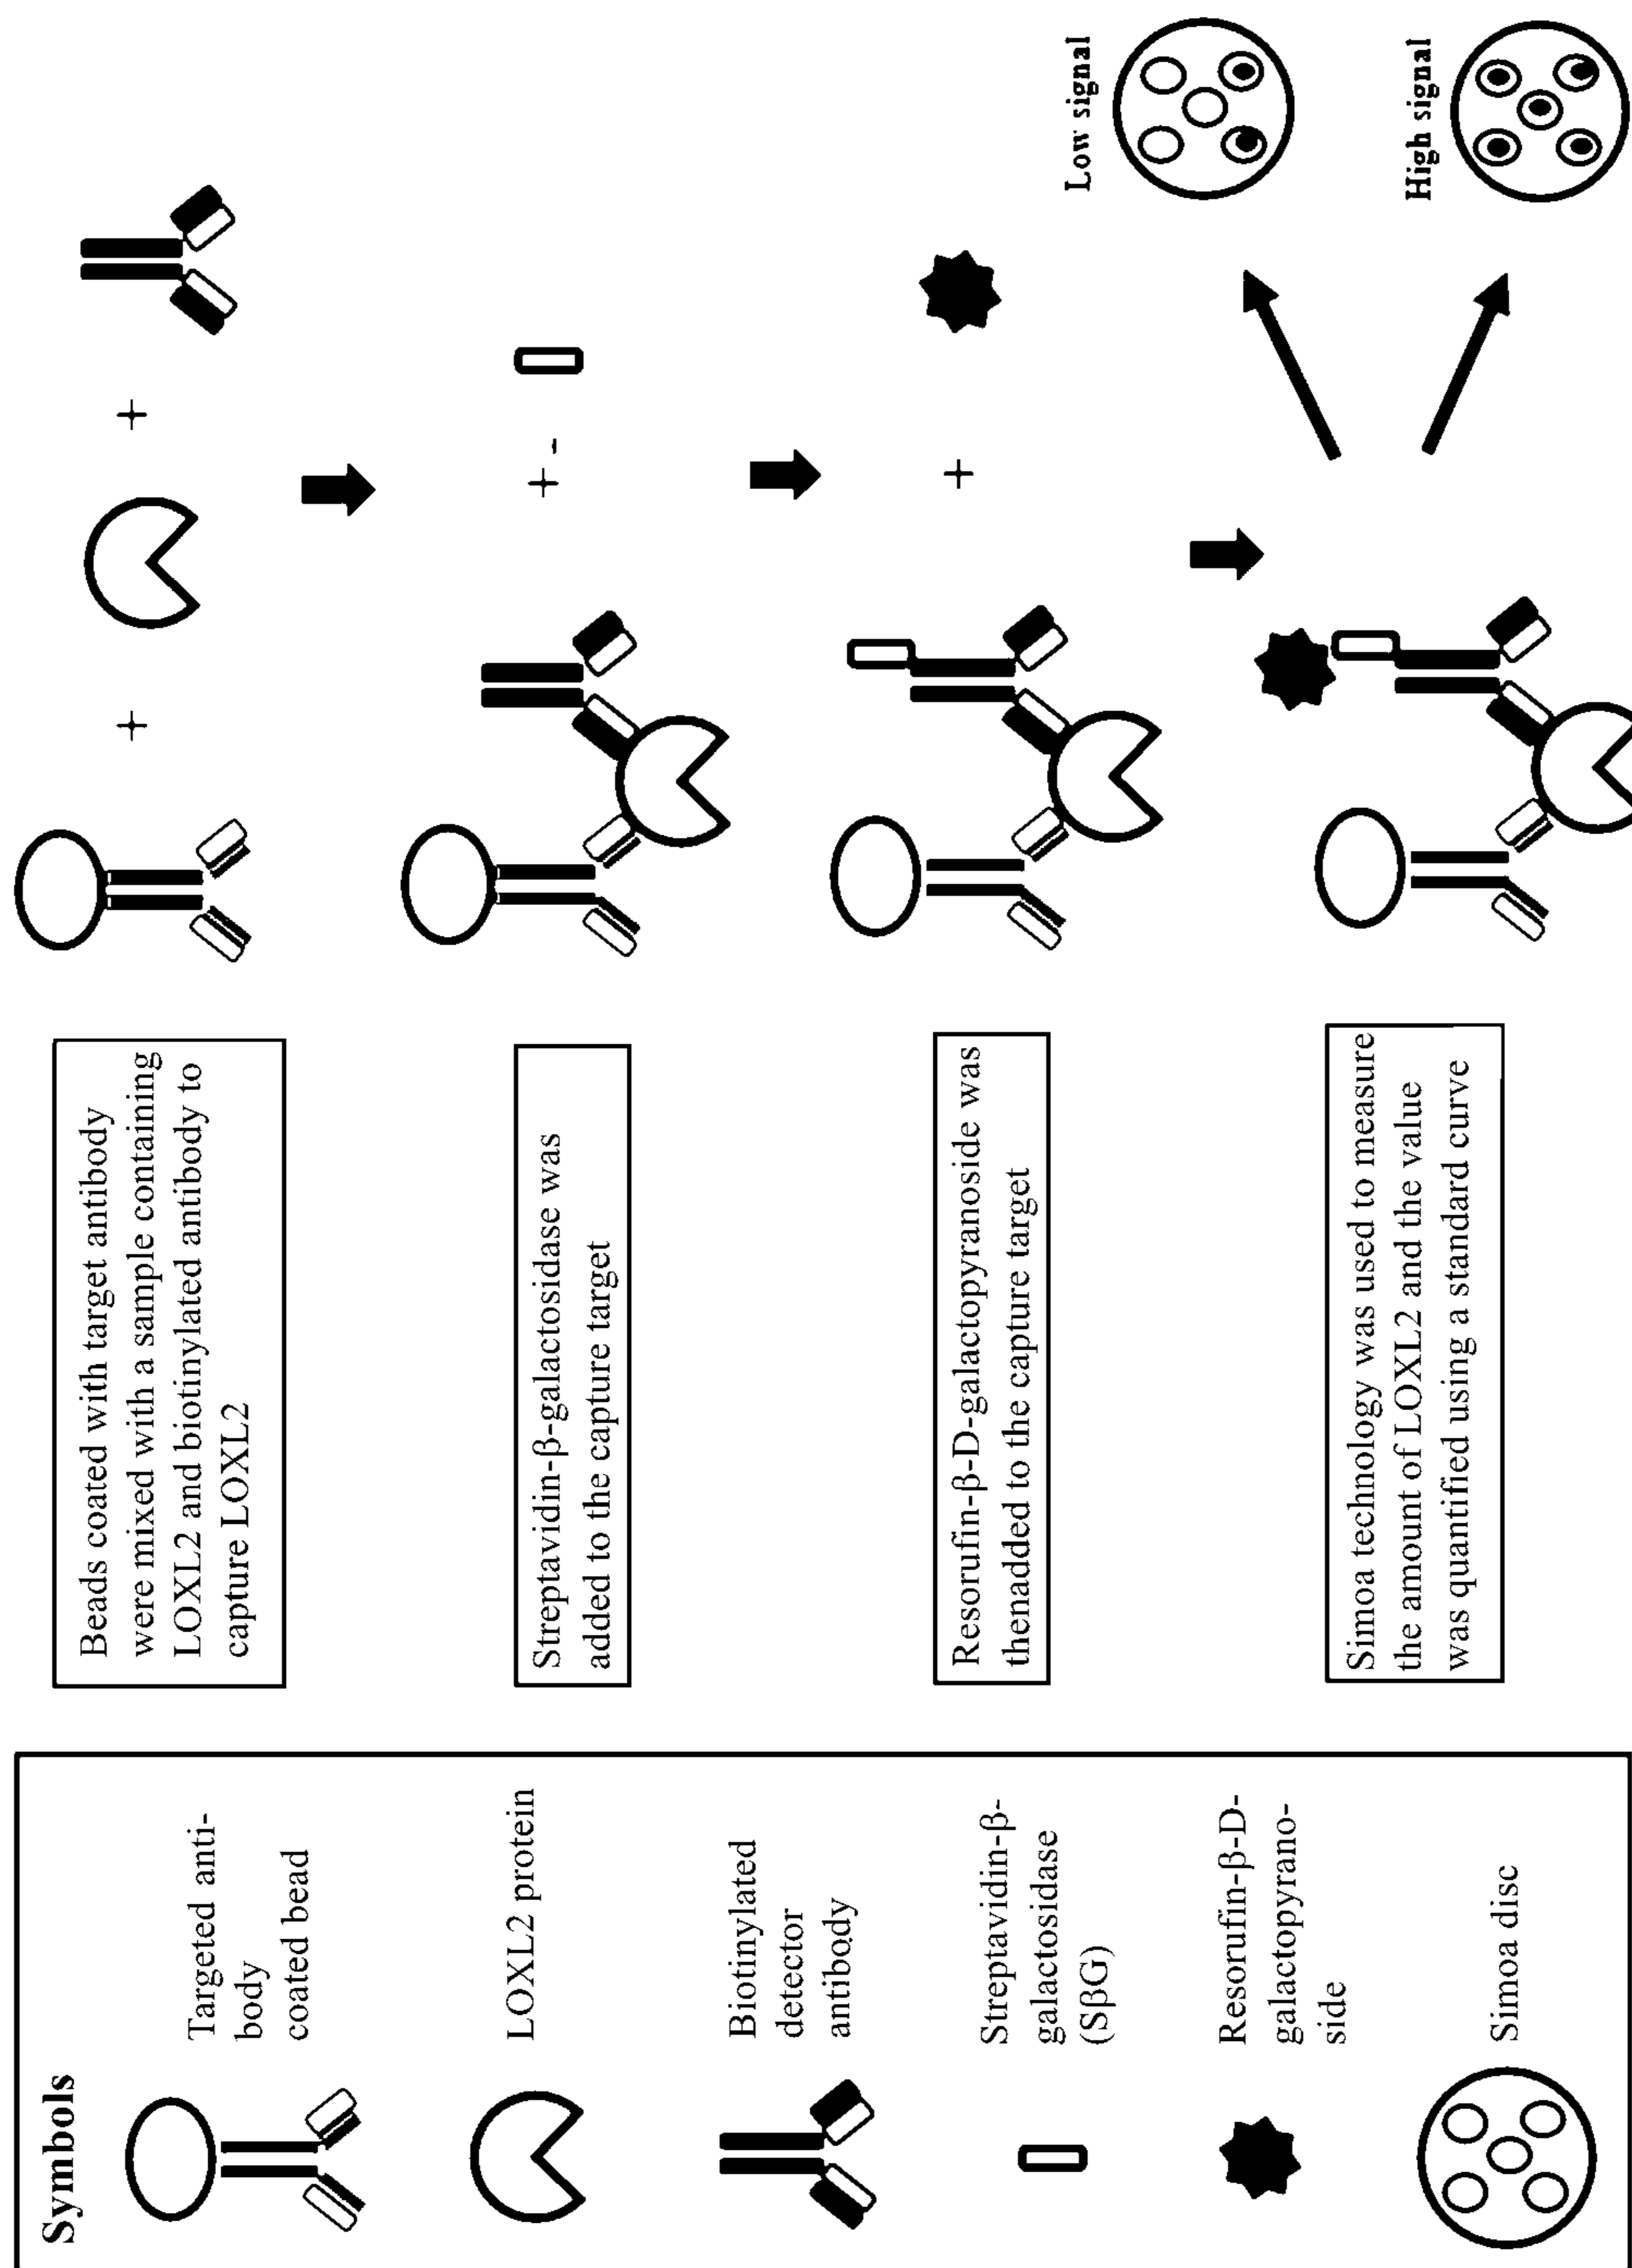 Symbols
Targeted anti-
body
coated bead
LOXL2 protein
Biotinylated
detector
antibody
Streptavidin-β-
galactosidase
(SβG)
Resorufin-β-D-
galactopyrano-
side
Simoa disc
Beads coated with target antibody
were mixed with a sample containing
LOXL2 and biotinylated antibody to
capture LOXL2
+
+
Streptavidin-β-galactosidase was
added to the capture target
+ -
Resorufin-β-D-galactopyranoside was
thenadded to the capture target
+
Simoa technology was used to measure
the amount of LOXL2 and the value
was quantified using a standard curve
Low signal
High signal